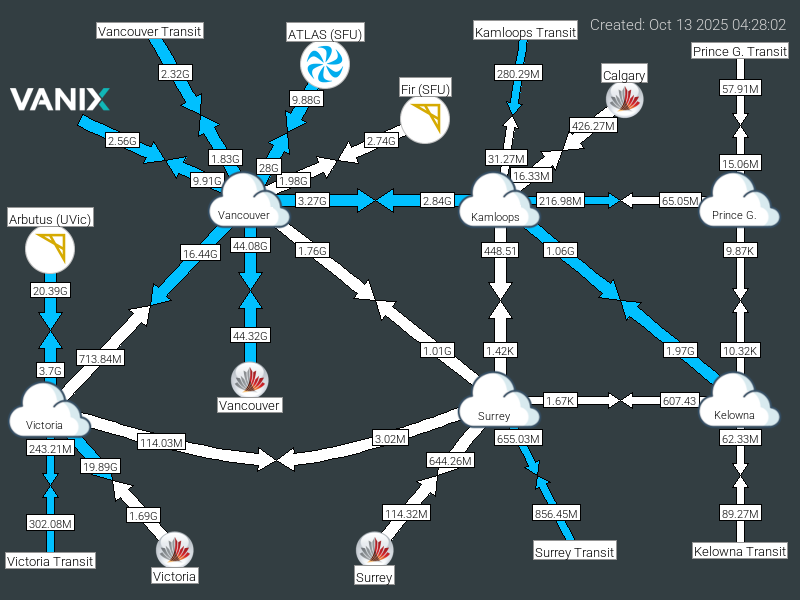 Created: Oct 13 2025 04:28:02
Vancouver Transit
ATLAS (SFU)
Kamloops Transit
Prince G. Transit
2.32G
280.29M
Calgary
57.91M
VANIX
9.88G
Fir (SFU)
426.27M
2.56G
2.74G
1.83G
28G
31.27M
15.06M
9.91G
1.98G
16.33M
3.27G
2.84G
216.98M
65.05M
Arbutus (UVic)
Vancouver
Kamloops
Prince G.
16.44G
44.08G
1.76G
448.51
1.06G
9.87K
20.39G
713.84M
44.32G
1.01G
1.42K
1.97G
10.32K
3.7G
Vancouver
1.67K
607.43
Victoria
Surrey
Kelowna
243.21M
114.03M
3.02M
655.03M
62.33M
19.89G
644.26M
302.08M
1.69G
114.32M
856.45M
89.27M
Victoria Transit
Victoria
Surrey
Surrey Transit
Kelowna Transit